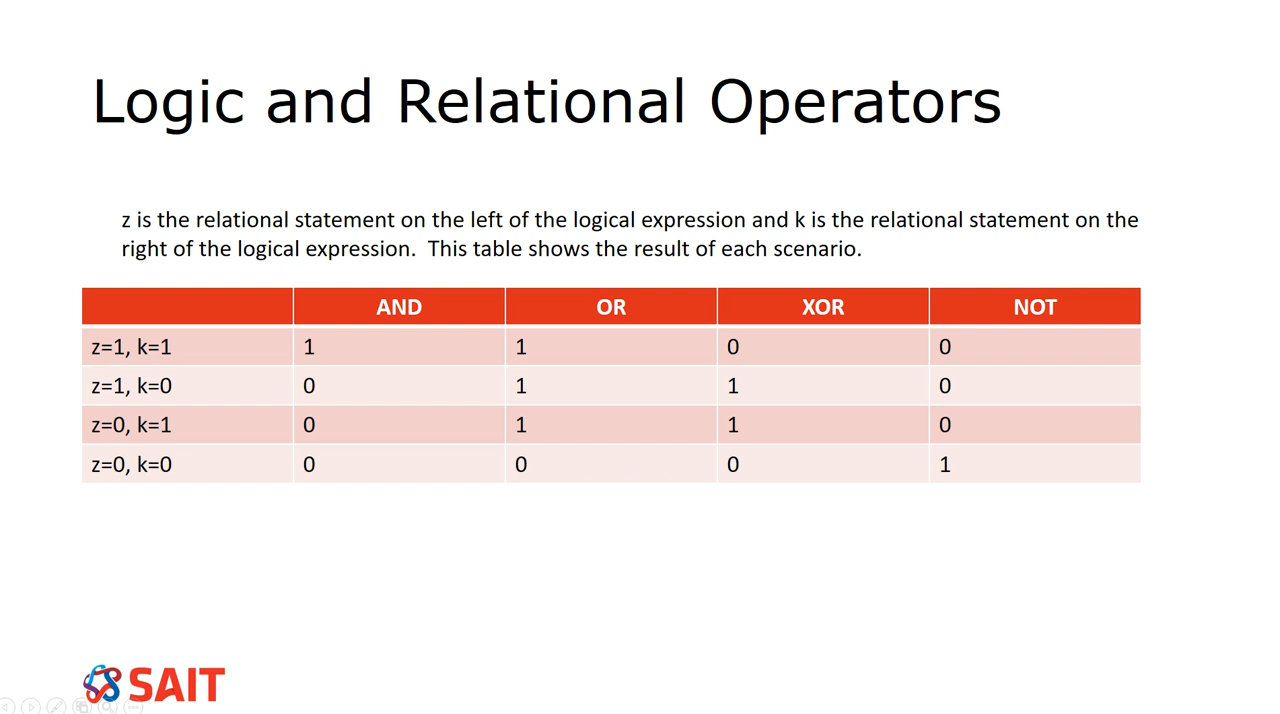 Logic and Relational Operators
z is the relational statement on the left of the logical expression and k is the relational statement on the
right of the logical expression.  This table shows the result of each scenario.
AND OR XOR NOT
z=1, k=1 1 1 0 0
z=1, k=0 0 1 1 0
z=0, k=1 0 1 1 0
z=0, k=0 0 0 0 1
SAIT